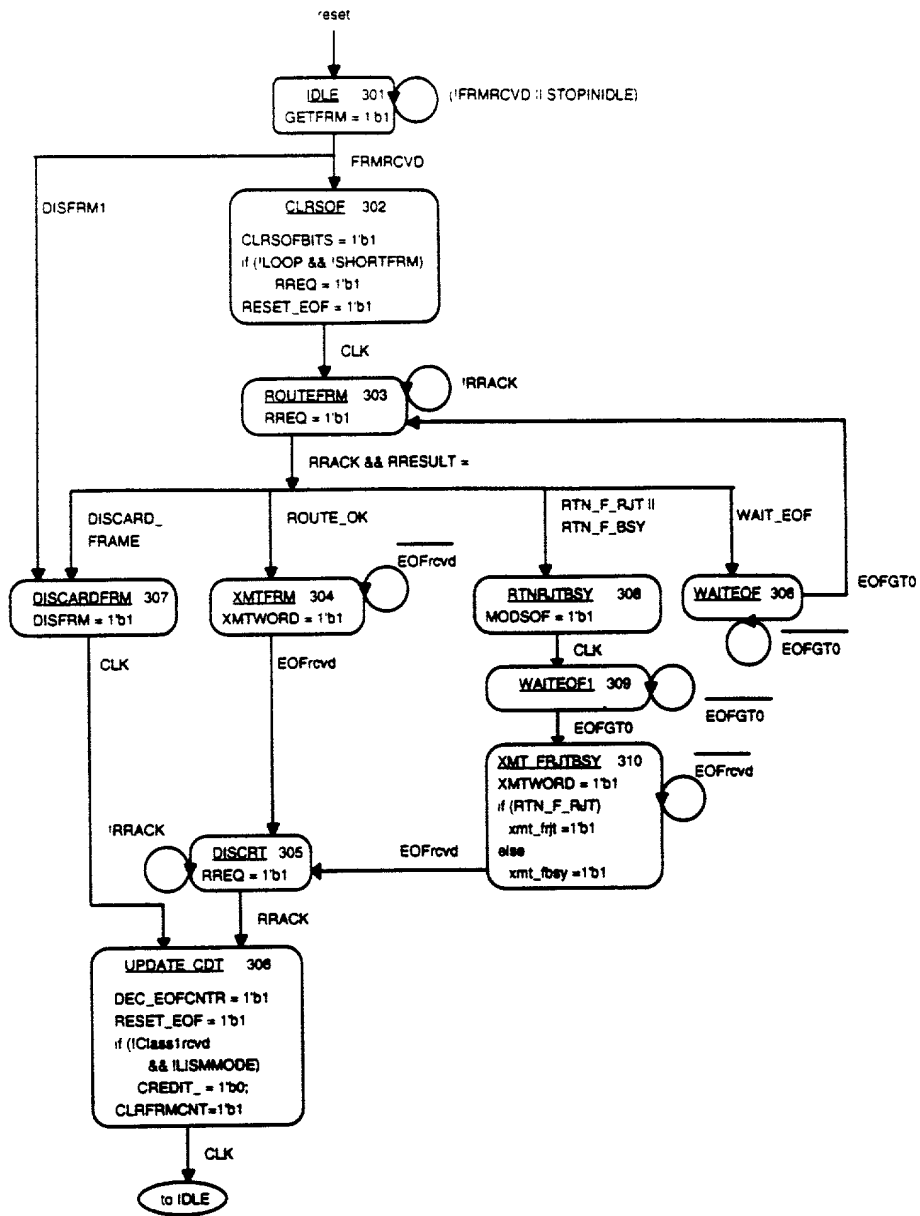 reset
IDLE 301
GETFRM = 1'b1
(!FRMRCVD || STOPINIDLE)
FRMRCVD
DISFRM1
CLRSOF 302
CLRSOFBITS = 1'b1
if (!LOOP && !SHORTFRM)
RREQ = 1'b1
RESET_EOF = 1'b1
CLK
ROUTEFRM 303
RREQ = 1'b1
!RRACK
RRACK && RRESULT =
DISCARD_
FRAME
ROUTE_OK
RTN_F_RJT ||
RTN_F_BSY
WAIT_EOF
EOFGT0
DISCARDFRM 307
DISFRM = 1'b1
XMTFRM 304
XMTWORD = 1'b1
EOFrcvd
RTNRJTBSY 308
MODSOF = 1'b1
WAITEOF 306
EOFGT0
CLK
EOFrcvd
CLK
WAITEOF1 309
EOFGT0
EOFGT0
XMT_FRJTBSY 310
XMTWORD = 1'b1
if (RTN_F_RJT)
xmt_frjt =1'b1
else
xmt_fbsy =1'b1
EOFrcvd
!RRACK
DISCRT 305
RREQ = 1'b1
EOFrcvd
RRACK
UPDATE_CDT 306
DEC_EOFCNTR = 1'b1
RESET_EOF = 1'b1
if (!Class1rcvd
&& !LISMMODE)
CREDIT_ = 1'b0;
CLRFRMCNT=1'b1
CLK
to IDLE